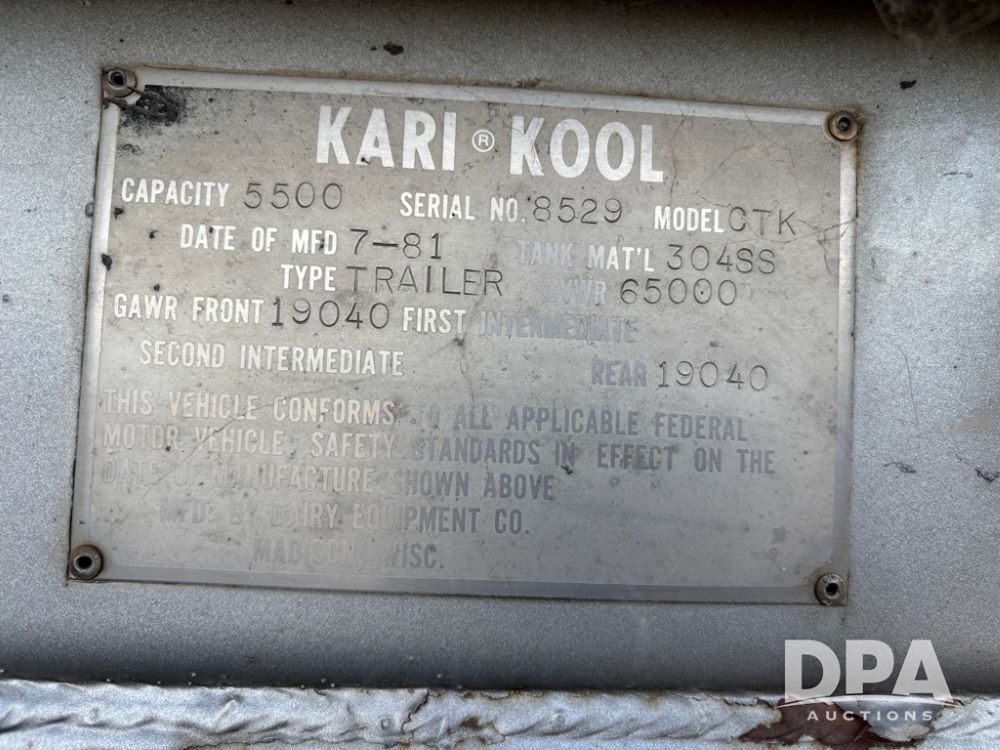 KARI ® KOOL
CAPACITY 5500 SERIAL NO. 8529 MODEL CTK
DATE OF MFD 7-81 TANK MAT'L 304SS
TYPE TRAILER GVWR 65000
GAWR FRONT 19040 FIRST INTERMEDIATE
SECOND INTERMEDIATE REAR 19040
THIS VEHICLE CONFORMS TO ALL APPLICABLE FEDERAL
MOTOR VEHICLE SAFETY STANDARDS IN EFFECT ON THE
DATE OF MANUFACTURE SHOWN ABOVE
MFD. BY DAIRY EQUIPMENT CO.
MADISON, WISC.
DPA
AUCTIONS